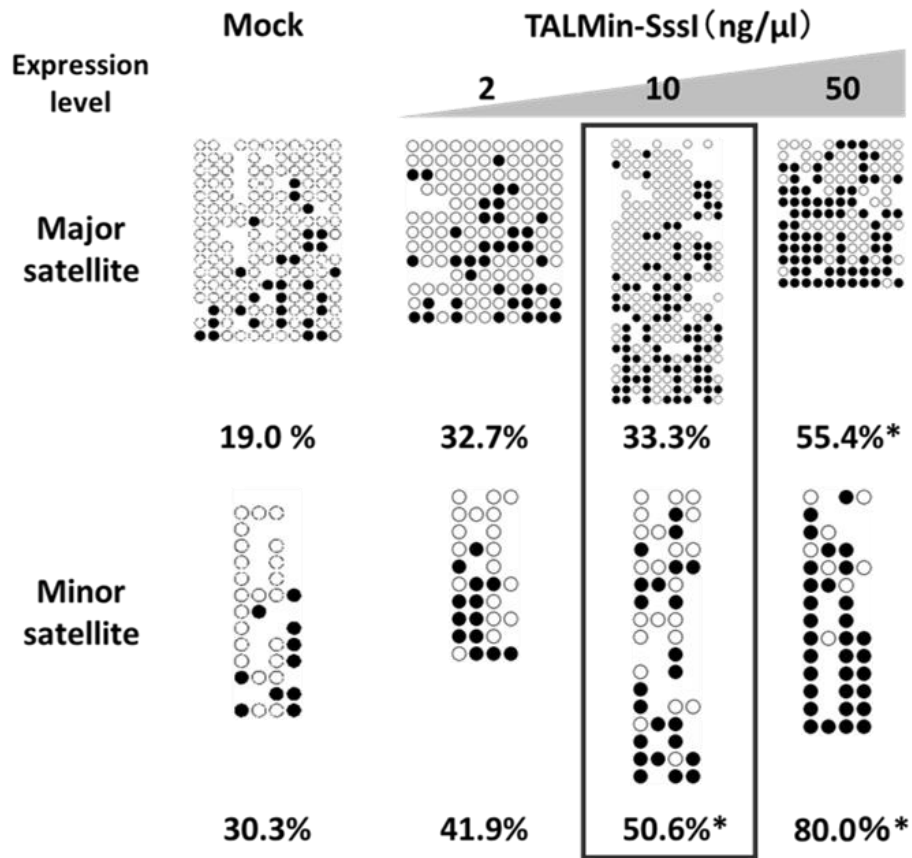 Mock
TALMin-SssI（ng/µl）
Expression level
2 10 50
Major satellite
19.0 % 32.7% 33.3% 55.4%*
Minor satellite
30.3% 41.9% 50.6%* 80.0%*